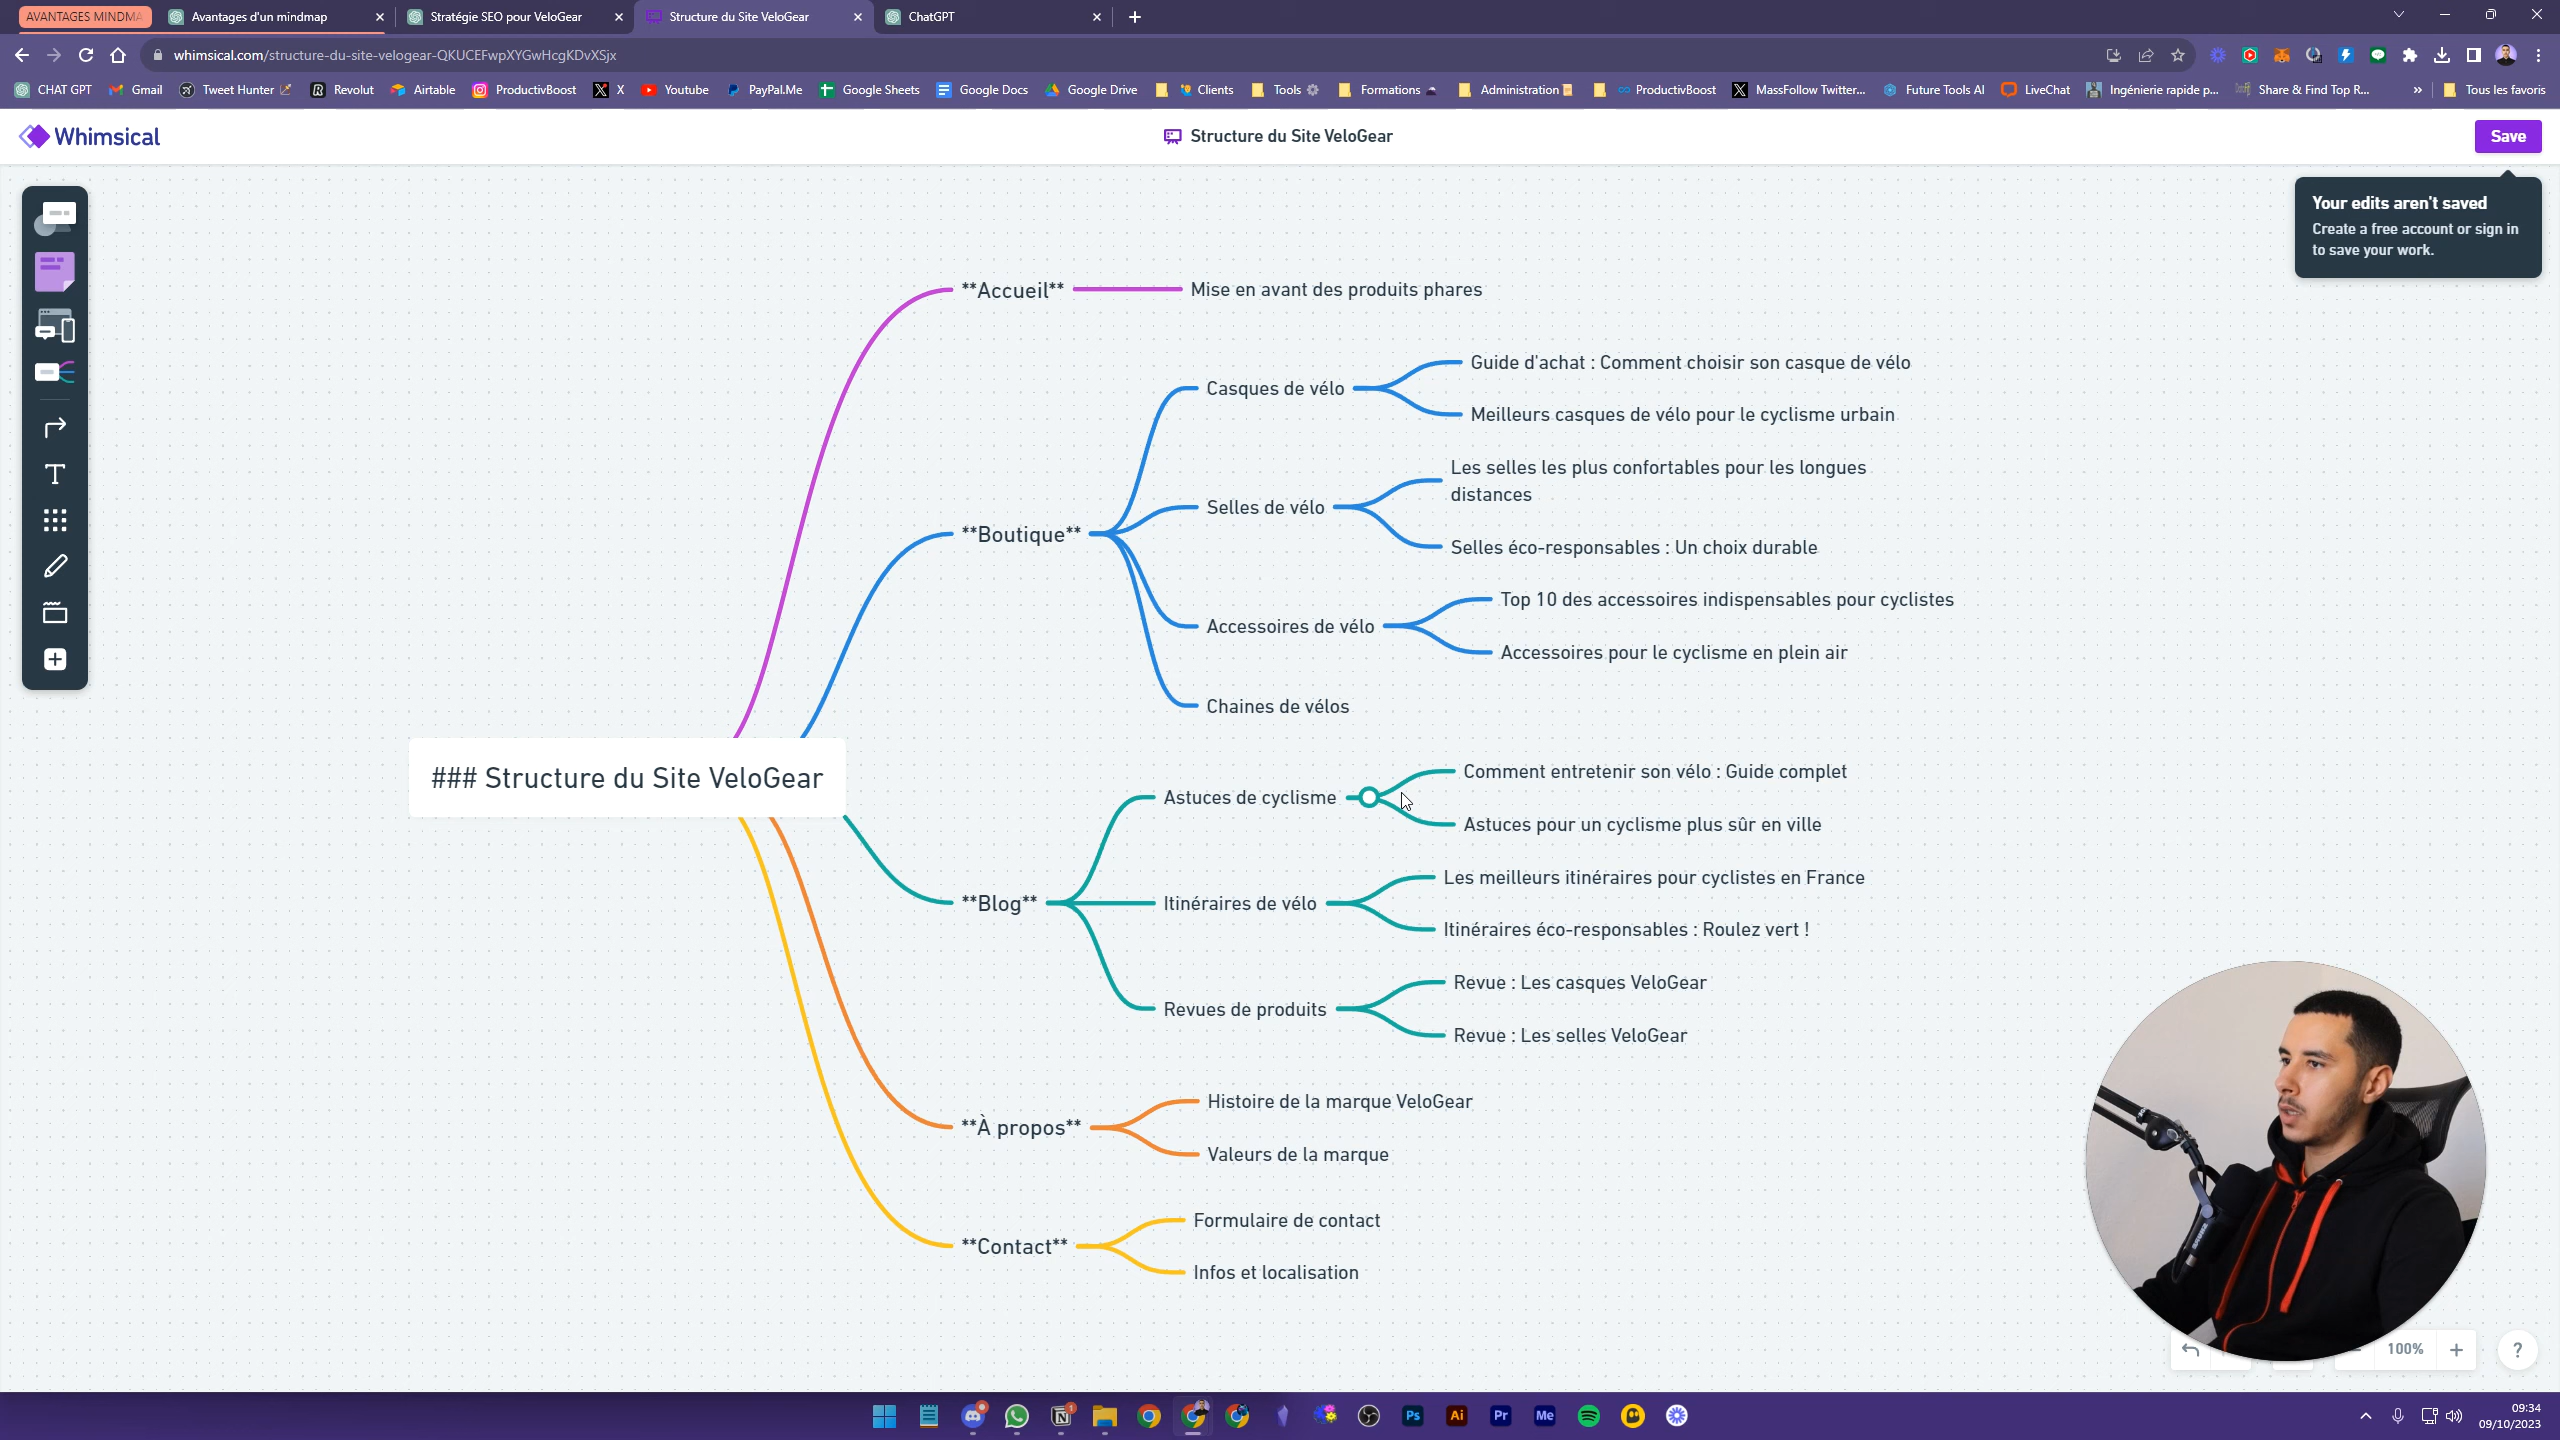 AVANTAGES MINDMA
Avantages d'un mindmap
Stratégie SEO pour VeloGear
Structure du Site VeloGear
ChatGPT
whimsical.com/structure-du-site-velogear-QKUCEFwpXYGwHcgKDvXSjx
CHAT GPT
Gmail
Tweet Hunter
Revolut
Airtable
ProductivBoost
X
Youtube
PayPal.Me
Google Sheets
Google Docs
Google Drive
Clients
Tools
Formations
Administration
ProductivBoost
MassFollow Twitter...
Future Tools AI
LiveChat
Ingénierie rapide p...
Share & Find Top R...
»
Tous les favoris
Whimsical
Structure du Site VeloGear
Save
Your edits aren't saved
Create a free account or sign in
to save your work.
**Accueil**
Mise en avant des produits phares
Guide d'achat : Comment choisir son casque de vélo
Casques de vélo
Meilleurs casques de vélo pour le cyclisme urbain
Les selles les plus confortables pour les longues
distances
Selles de vélo
**Boutique**
Selles éco-responsables : Un choix durable
Top 10 des accessoires indispensables pour cyclistes
Accessoires de vélo
Accessoires pour le cyclisme en plein air
Chaines de vélos
### Structure du Site VeloGear
Comment entretenir son vélo : Guide complet
Astuces de cyclisme
Astuces pour un cyclisme plus sûr en ville
Les meilleurs itinéraires pour cyclistes en France
**Blog**
Itinéraires de vélo
Itinéraires éco-responsables : Roulez vert !
Revue : Les casques VeloGear
Revues de produits
Revue : Les selles VeloGear
Histoire de la marque VeloGear
**À propos**
Valeurs de la marque
Formulaire de contact
**Contact**
Infos et localisation
100%
?
Ps
Ai
Pr
Me
09:34
09/10/2023